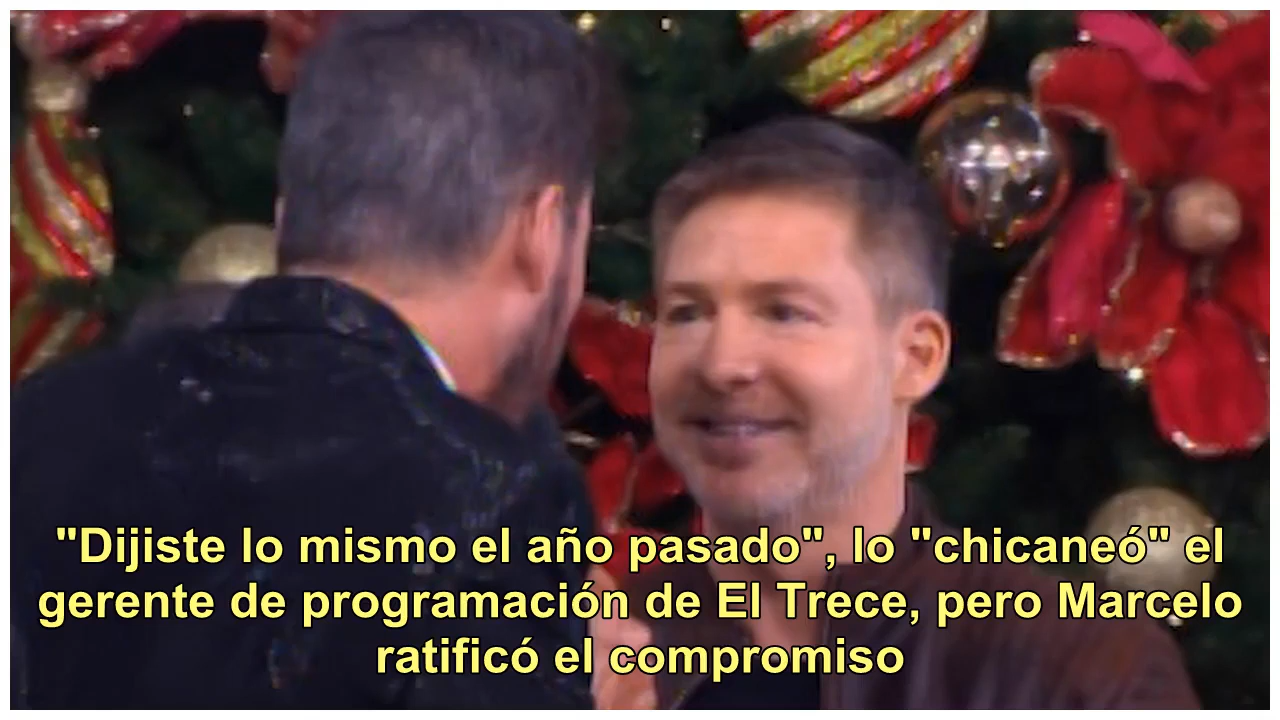 "Dijiste lo mismo el año pasado", lo "chicaneó" el
gerente de programación de El Trece, pero Marcelo
ratificó el compromiso